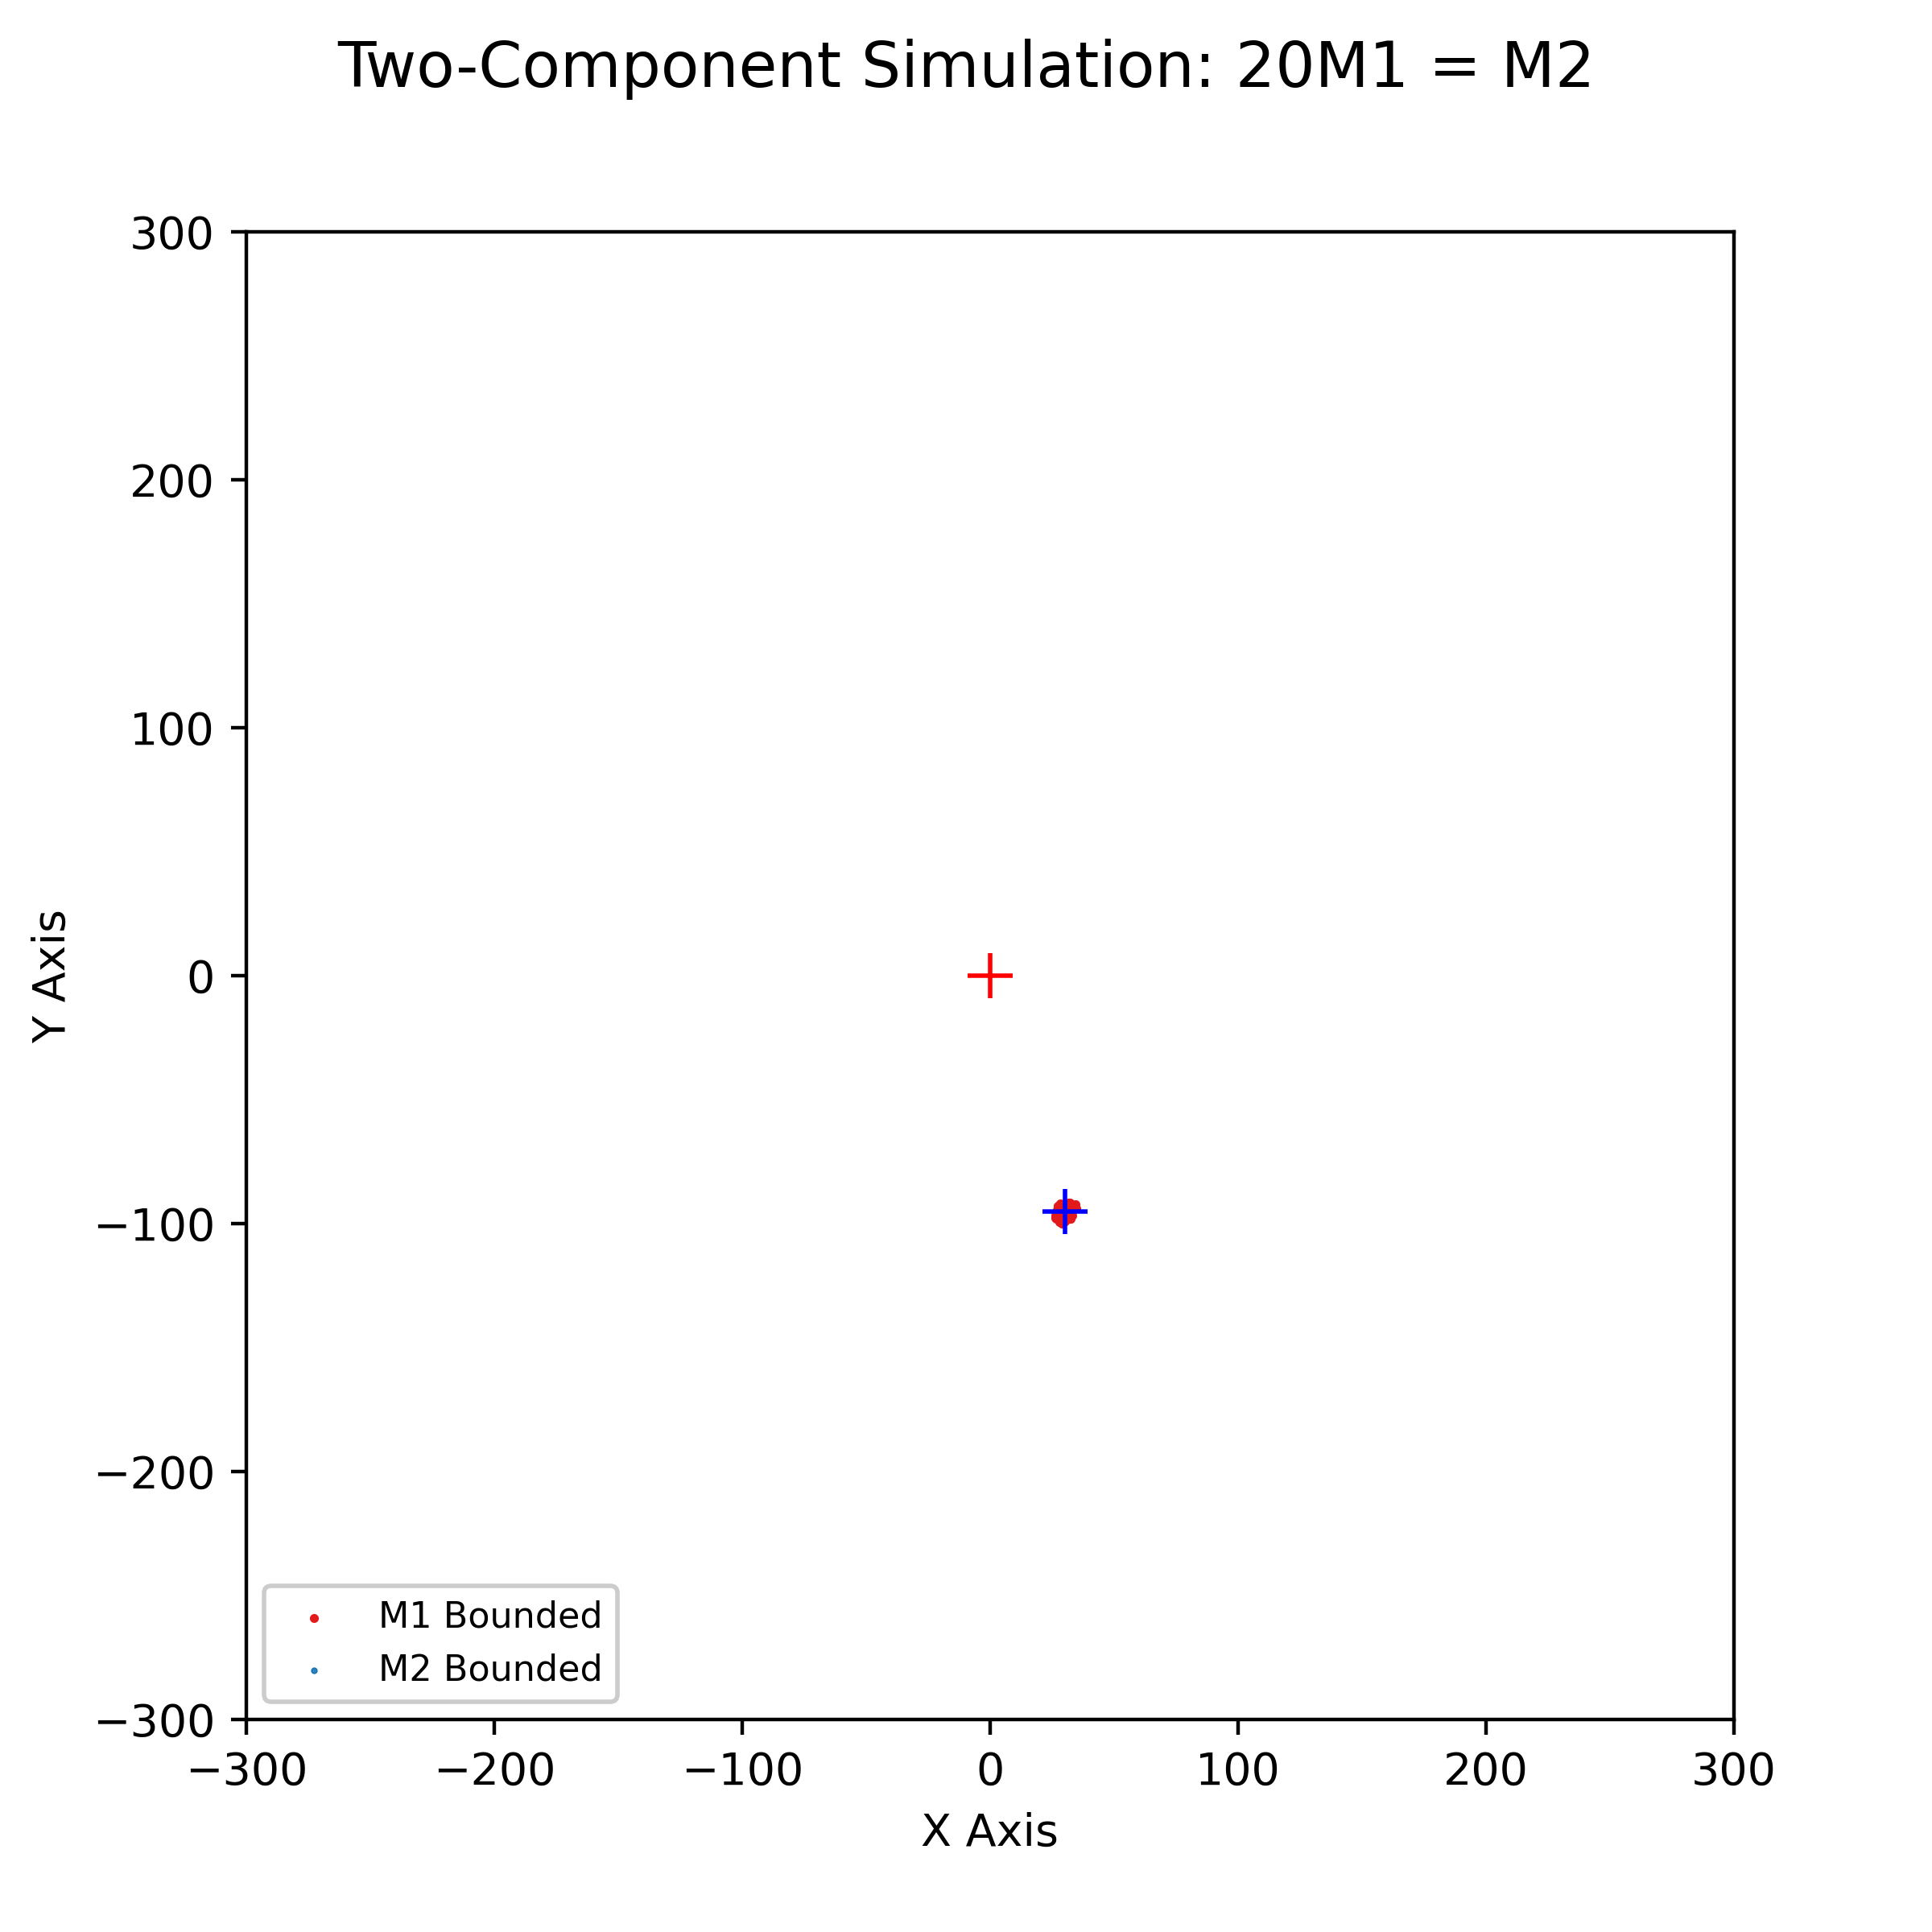 Two-Component Simulation: 20M1 = M2
300
200
100
0
−100
−200
−300
Y Axis
M1 Bounded
M2 Bounded
−300 −200 −100 0 100 200 300
X Axis